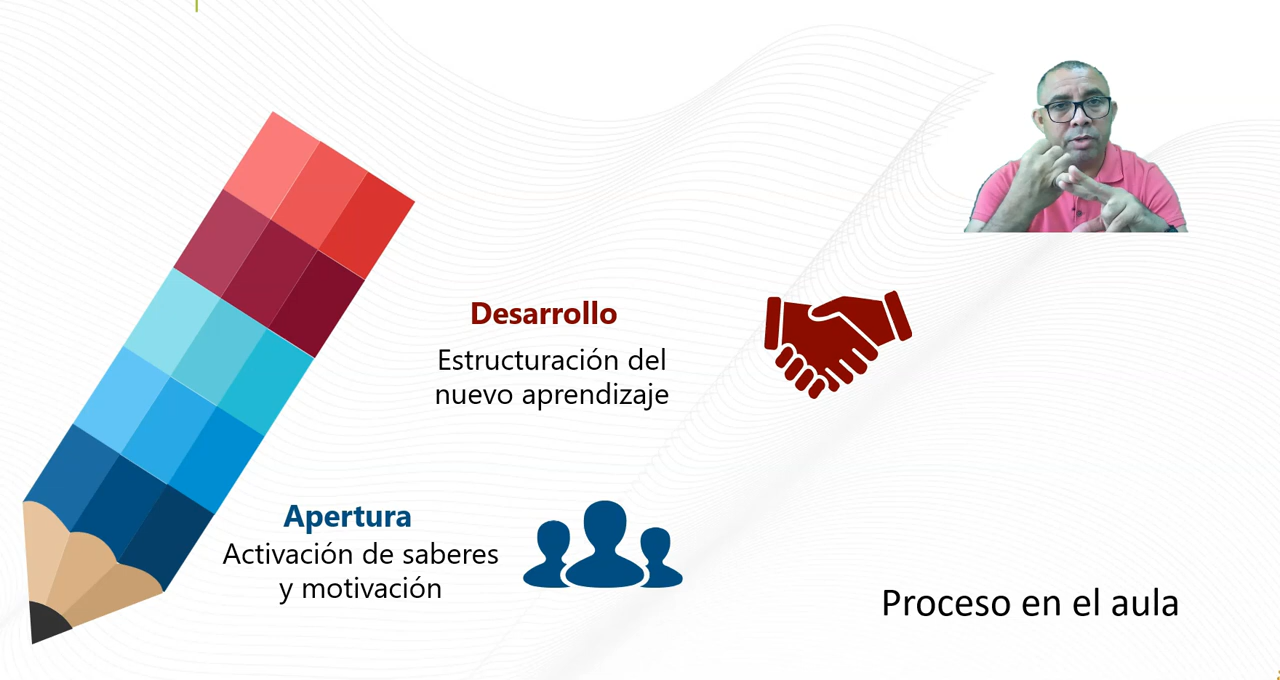 Desarrollo
Estructuración del
nuevo aprendizaje
Apertura
Activación de saberes
y motivación
Proceso en el aula